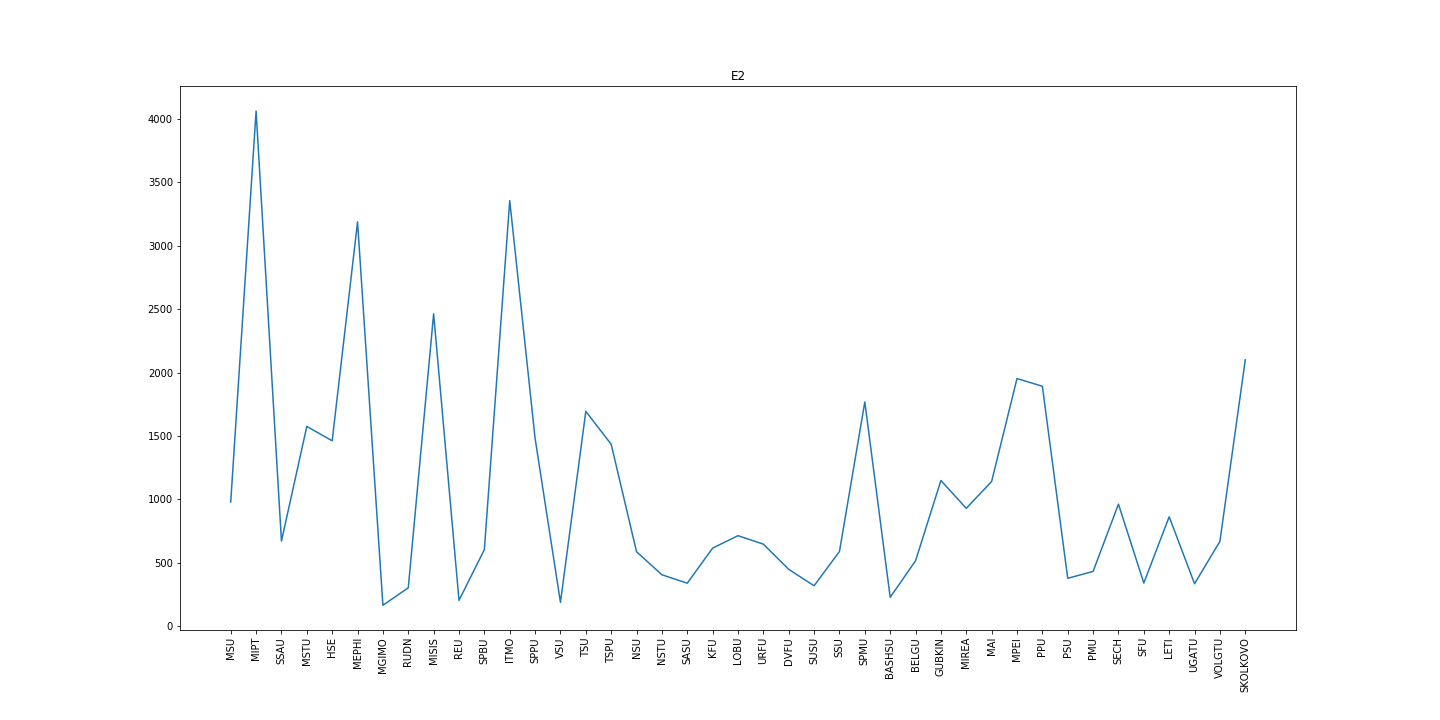 E2
4000
3500
3000
2500
2000
1500
1000
500
0
MSU
MIPT
SSAU
MSTU
HSE
MEPHI
MGIMO
RUDN
MISIS
REU
SPBU
ITMO
SPPU
VSU
TSU
TSPU
NSU
NSTU
SASU
KFU
LOBU
URFU
DVFU
SUSU
SSU
SPMU
BASHSU
BELGU
GUBKIN
MIREA
MAI
MPEI
PPU
PSU
PMU
SECH
SFU
LETI
UGATU
VOLGTU
SKOLKOVO